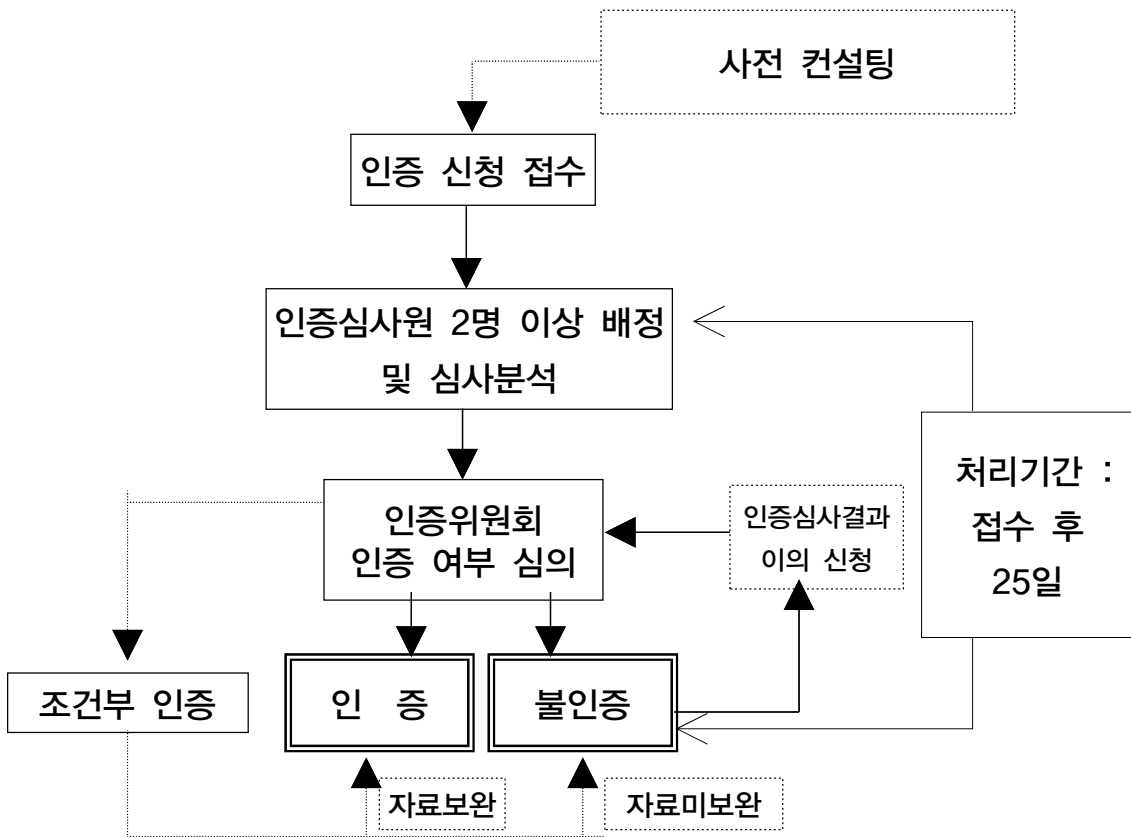 사전 컨설팅
인증 신청 접수
인증심사원 2명 이상 배정
및 심사분석
처리기간 :
접수 후
25일
인증위원회
인증 여부 심의
인증심사결과
이의 신청
조건부 인증
인 증
불인증
자료보완
자료미보완